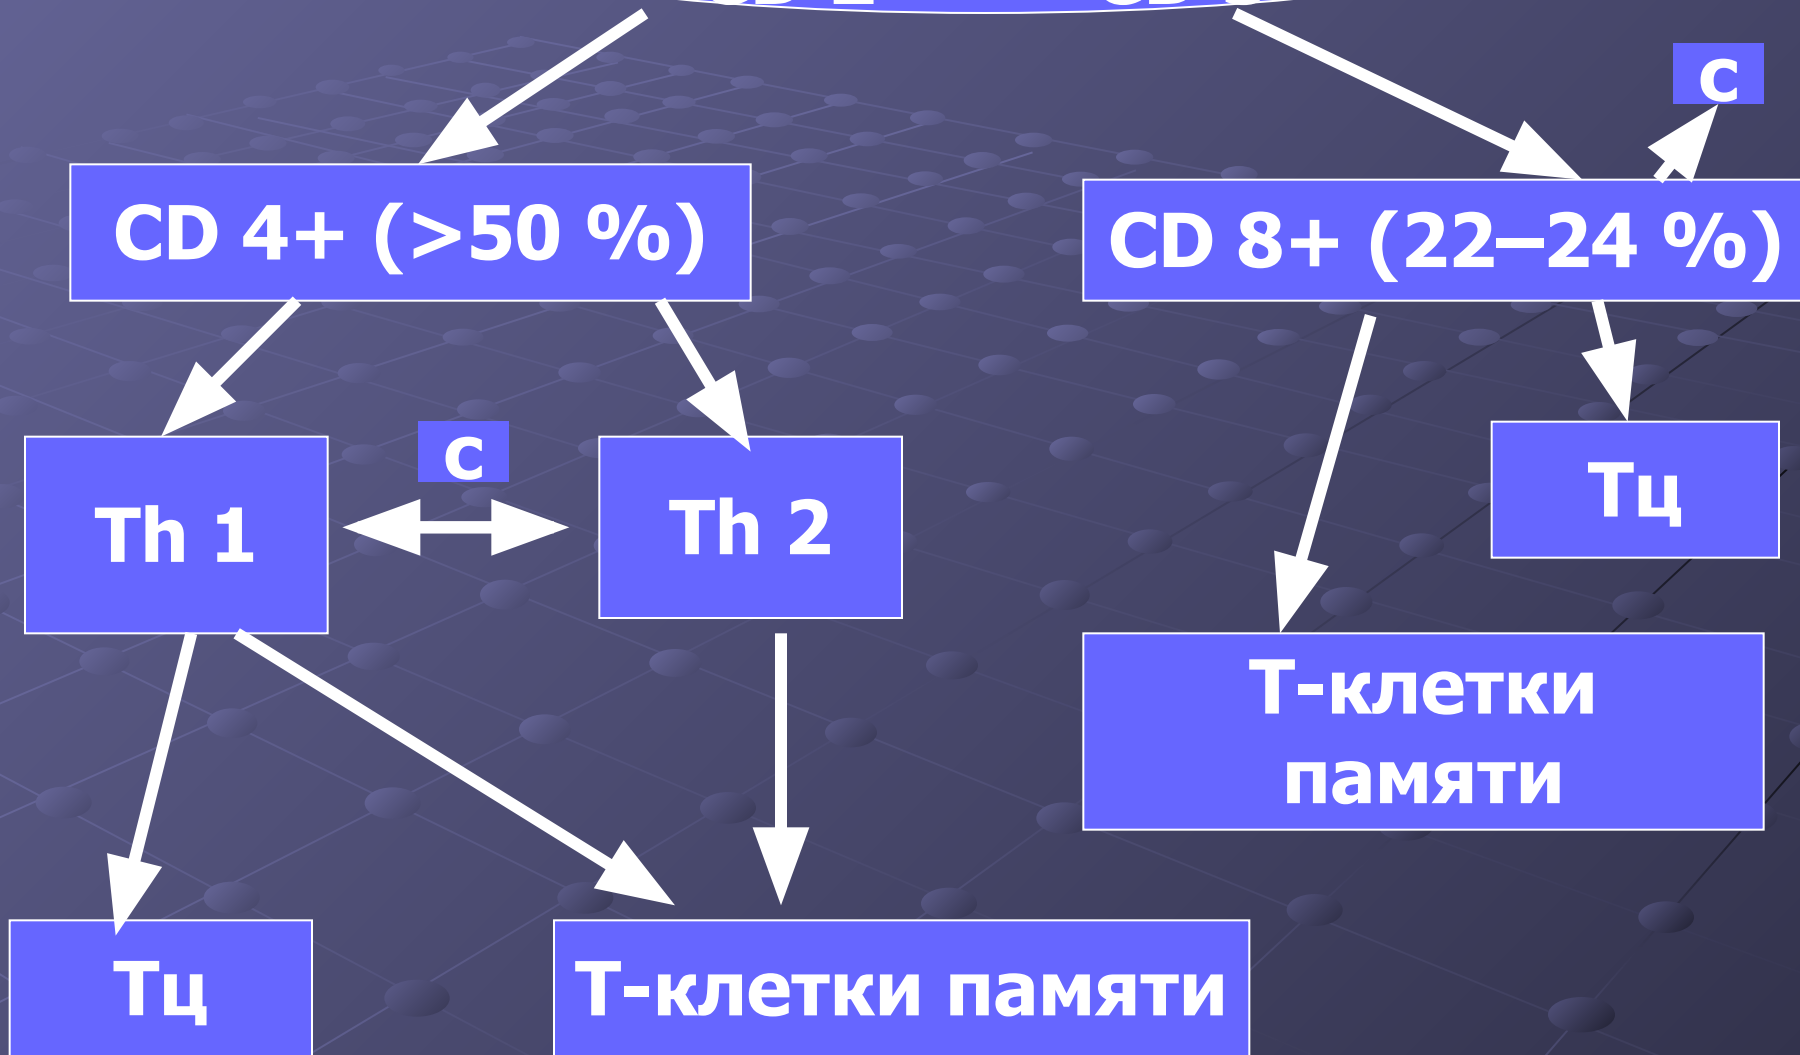 с
CD 4+ (>50 %)
CD 8+ (22–24 %)
с
Th 1
Th 2
Тц
Т-клетки
памяти
Тц
Т-клетки памяти